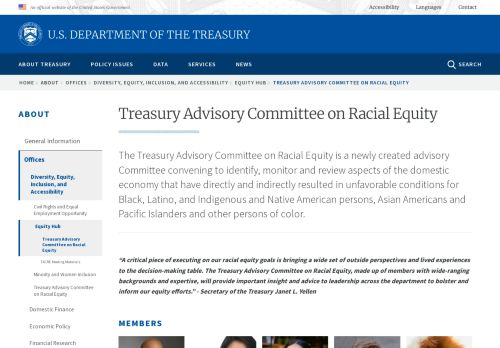 An official website of the United States Government
Accessibility Languages Contact
U.S. DEPARTMENT OF THE TREASURY
ABOUT TREASURY POLICY ISSUES DATA SERVICES NEWS SEARCH
HOME › ABOUT › OFFICES › DIVERSITY, EQUITY, INCLUSION, AND ACCESSIBILITY › EQUITY HUB › TREASURY ADVISORY COMMITTEE ON RACIAL EQUITY
ABOUT
General Information
Offices
Diversity, Equity,
Inclusion, and
Accessibility
Civil Rights and Equal
Employment Opportunity
Equity Hub
Treasury Advisory
Committee on Racial
Equity
TACRE Meeting Materials
Minority and Women Inclusion
Treasury Advisory Committee
on Racial Equity
Domestic Finance
Economic Policy
Financial Research
Treasury Advisory Committee on Racial Equity
The Treasury Advisory Committee on Racial Equity is a newly created advisory
Committee convening to identify, monitor and review aspects of the domestic
economy that have directly and indirectly resulted in unfavorable conditions for
Black, Latino, and Indigenous and Native American persons, Asian Americans and
Pacific Islanders and other persons of color.
“A critical piece of executing on our racial equity goals is bringing a wide set of outside perspectives and lived experiences
to the decision-making table. The Treasury Advisory Committee on Racial Equity, made up of members with wide-ranging
backgrounds and expertise, will provide important insight and advice to leadership across the department to bolster and
inform our equity efforts.” - Secretary of the Treasury Janet L. Yellen
MEMBERS